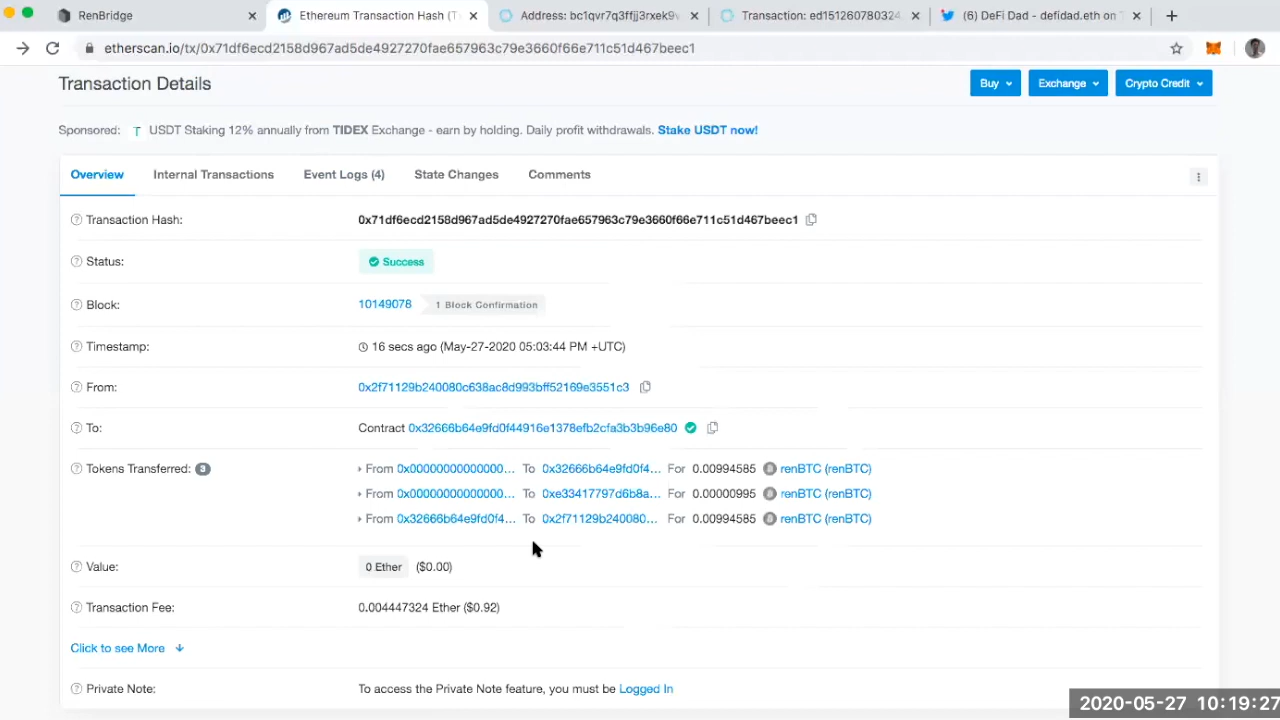 RenBridge
Ethereum Transaction Hash (T
Address: bc1qvr7q3ffjj3rxek9v
Transaction: ed151260780324
(6) DeFi Dad - defidad.eth on T
etherscan.io/tx/0x71df6ecd2158d967ad5de4927270fae657963c79e3660f66e711c51d467beec1
Transaction Details
Buy Exchange Crypto Credit
Sponsored: USDT Staking 12% annually from TIDEX Exchange - earn by holding. Daily profit withdrawals. Stake USDT now!
Overview Internal Transactions Event Logs (4) State Changes Comments
Transaction Hash: 0x71df6ecd2158d967ad5de4927270fae657963c79e3660f66e711c51d467beec1
Status: Success
Block: 10149078 1 Block Confirmation
Timestamp: 16 secs ago (May-27-2020 05:03:44 PM +UTC)
From: 0x2f71129b240080c638ac8d993bff52169e3551c3
To: Contract 0x32666b64e9fd0f44916e1378efb2cfa3b3b96e80
Tokens Transferred: 3 From 0x00000000000000... To 0x32666b64e9fd0f4... For 0.00994585 renBTC (renBTC)
From 0x00000000000000... To 0xe33417797d6b8a... For 0.00000995 renBTC (renBTC)
From 0x32666b64e9fd0f4... To 0x2f71129b240080... For 0.00994585 renBTC (renBTC)
Value: 0 Ether ($0.00)
Transaction Fee: 0.004447324 Ether ($0.92)
Click to see More
Private Note: To access the Private Note feature, you must be Logged In
2020-05-27 10:19:27